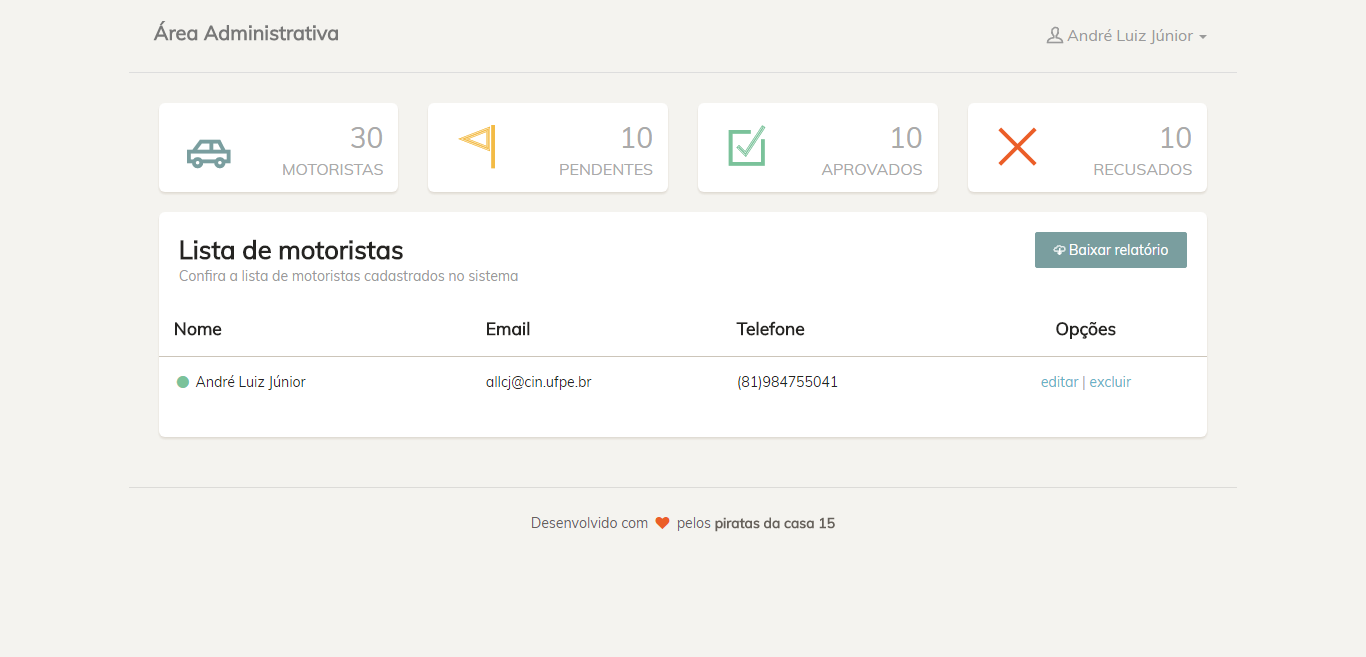 Área Administrativa
André Luiz Júnior
30
MOTORISTAS
10
PENDENTES
10
APROVADOS
10
RECUSADOS
Lista de motoristas
Confira a lista de motoristas cadastrados no sistema
Baixar relatório
Nome Email Telefone Opções
André Luiz Júnior allcj@cin.ufpe.br (81)984755041 editar | excluir
Desenvolvido com pelos piratas da casa 15